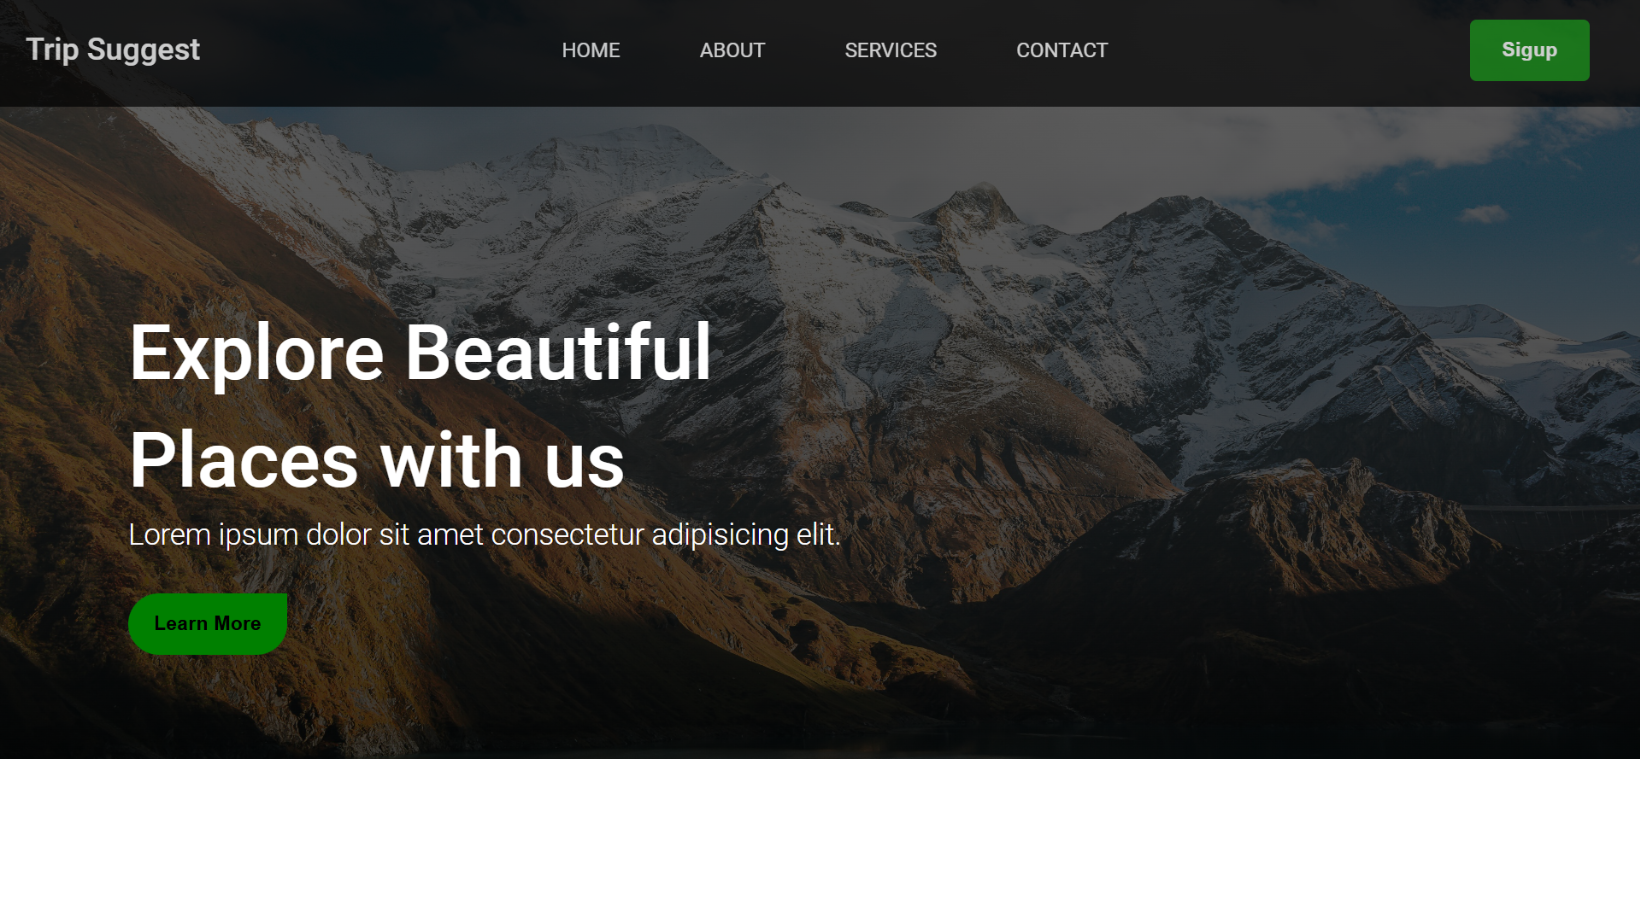 Trip Suggest
HOME
ABOUT
SERVICES
CONTACT
Sigup
Explore Beautiful
Places with us
Lorem ipsum dolor sit amet consectetur adipisicing elit.
Learn More